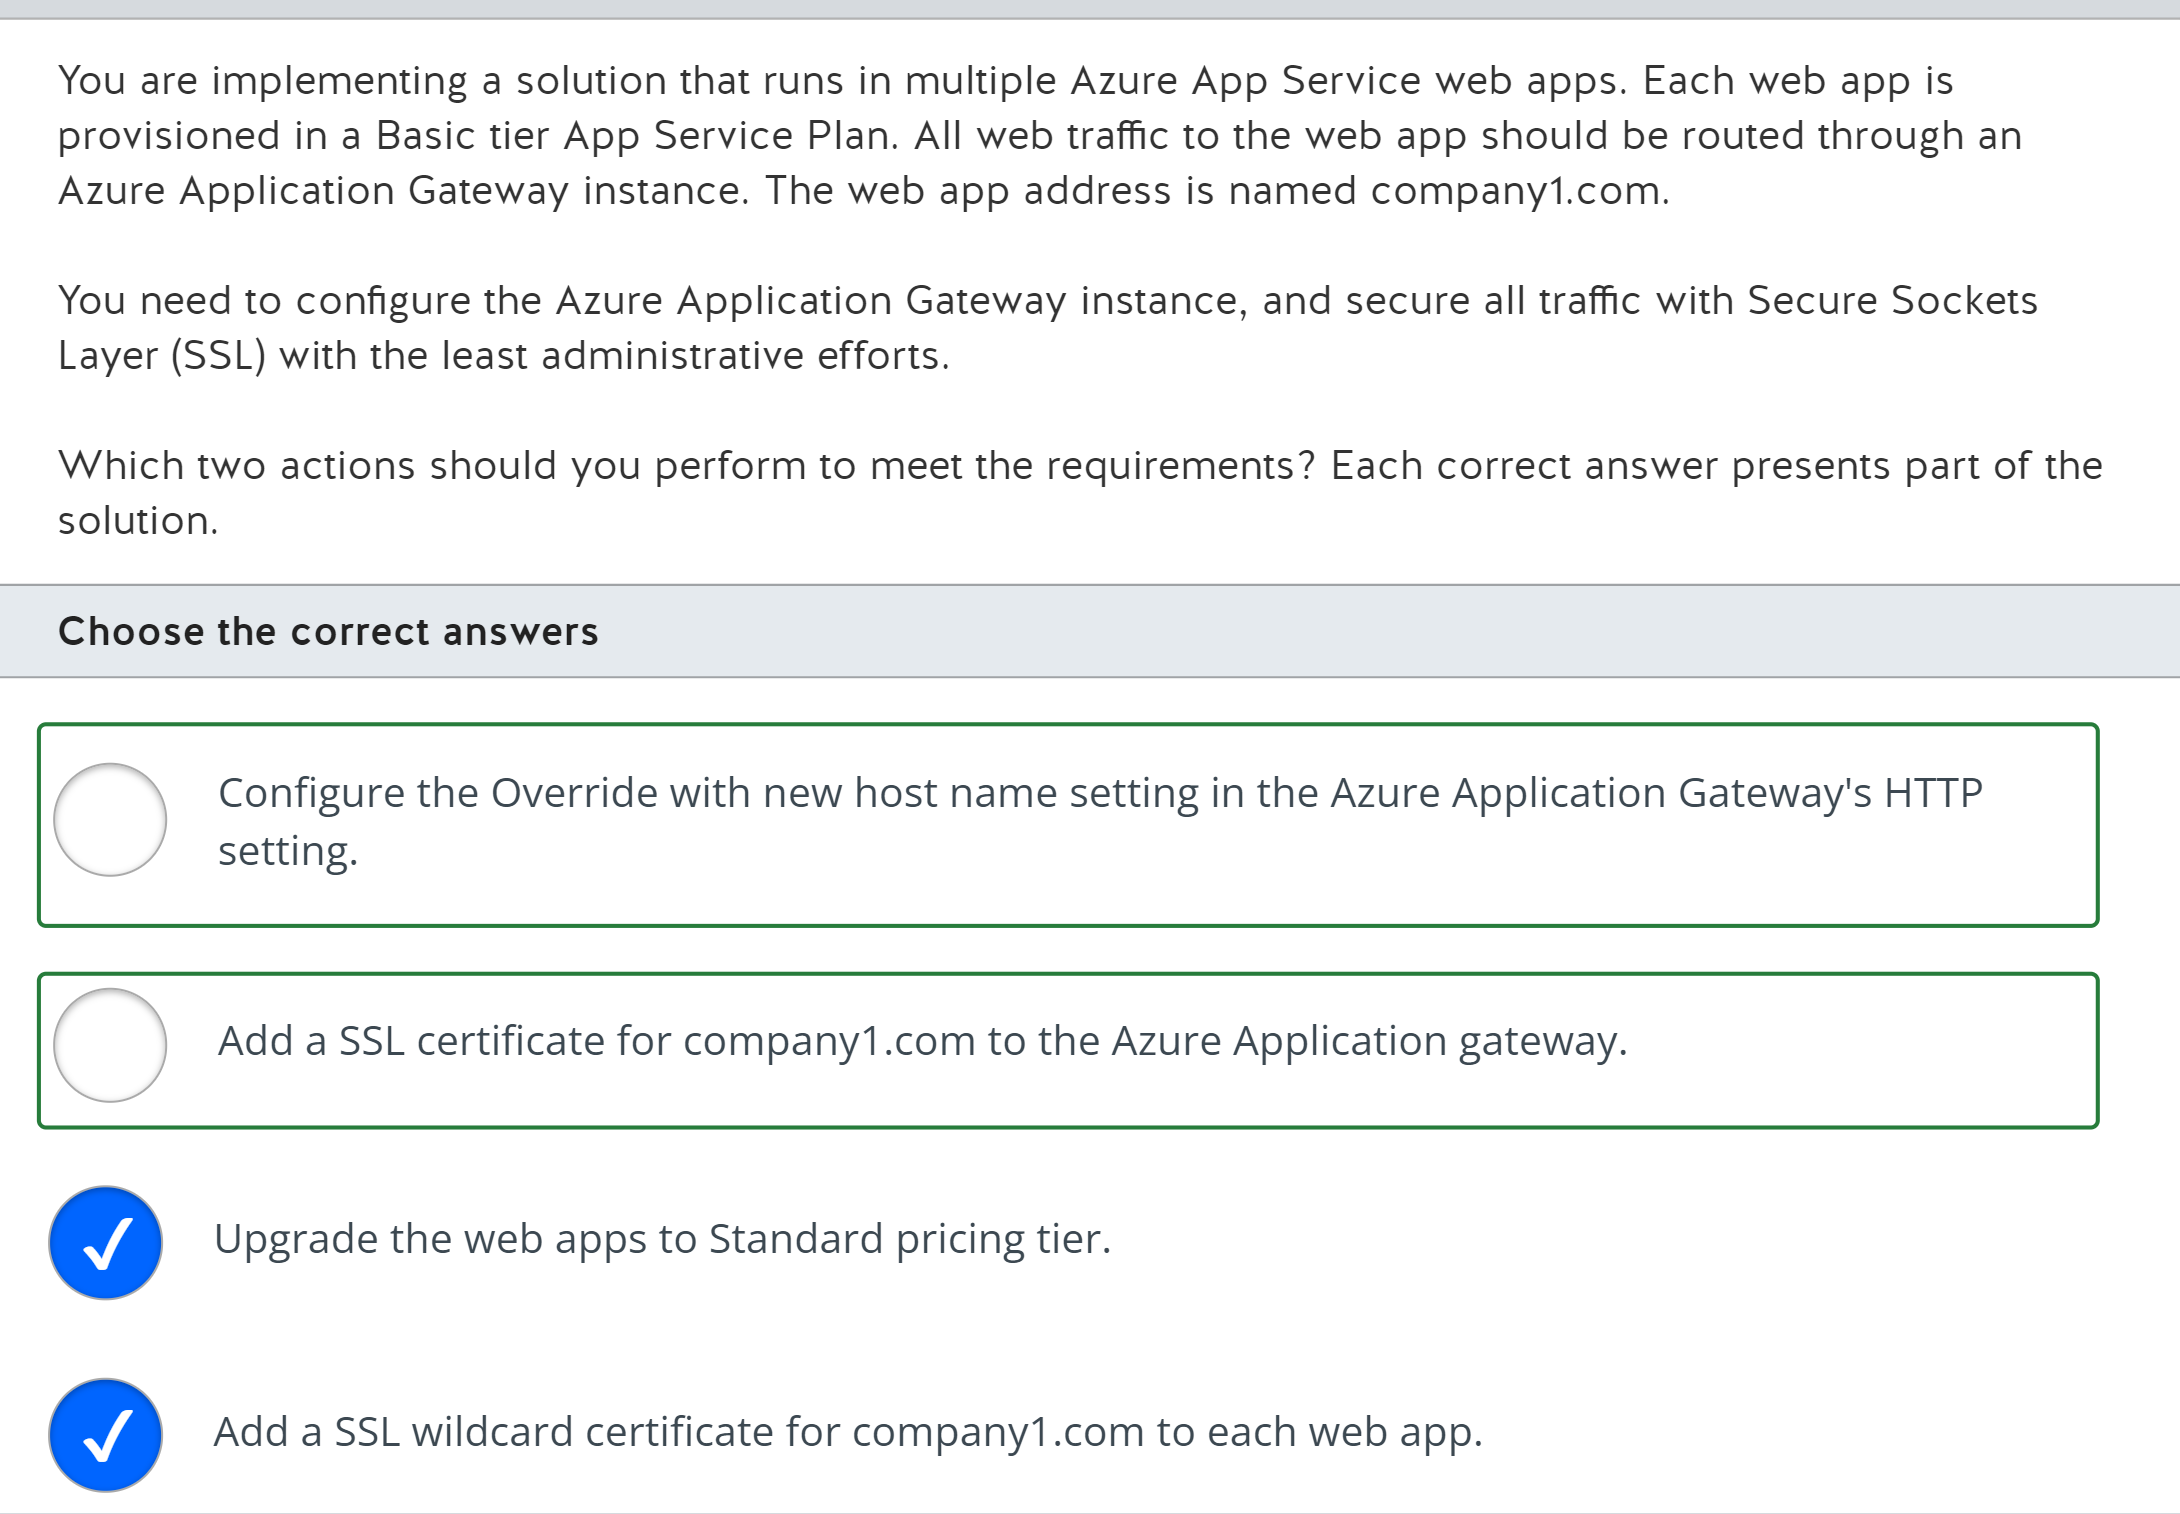 You are implementing a solution that runs in multiple Azure App Service web apps. Each web app is
provisioned in a Basic tier App Service Plan. All web traffic to the web app should be routed through an
Azure Application Gateway instance. The web app address is named company1.com.
You need to configure the Azure Application Gateway instance, and secure all traffic with Secure Sockets
Layer (SSL) with the least administrative efforts.
Which two actions should you perform to meet the requirements? Each correct answer presents part of the
solution.
Choose the correct answers
Configure the Override with new host name setting in the Azure Application Gateway's HTTP
setting.
Add a SSL certificate for company1.com to the Azure Application gateway.
Upgrade the web apps to Standard pricing tier.
Add a SSL wildcard certificate for company1.com to each web app.